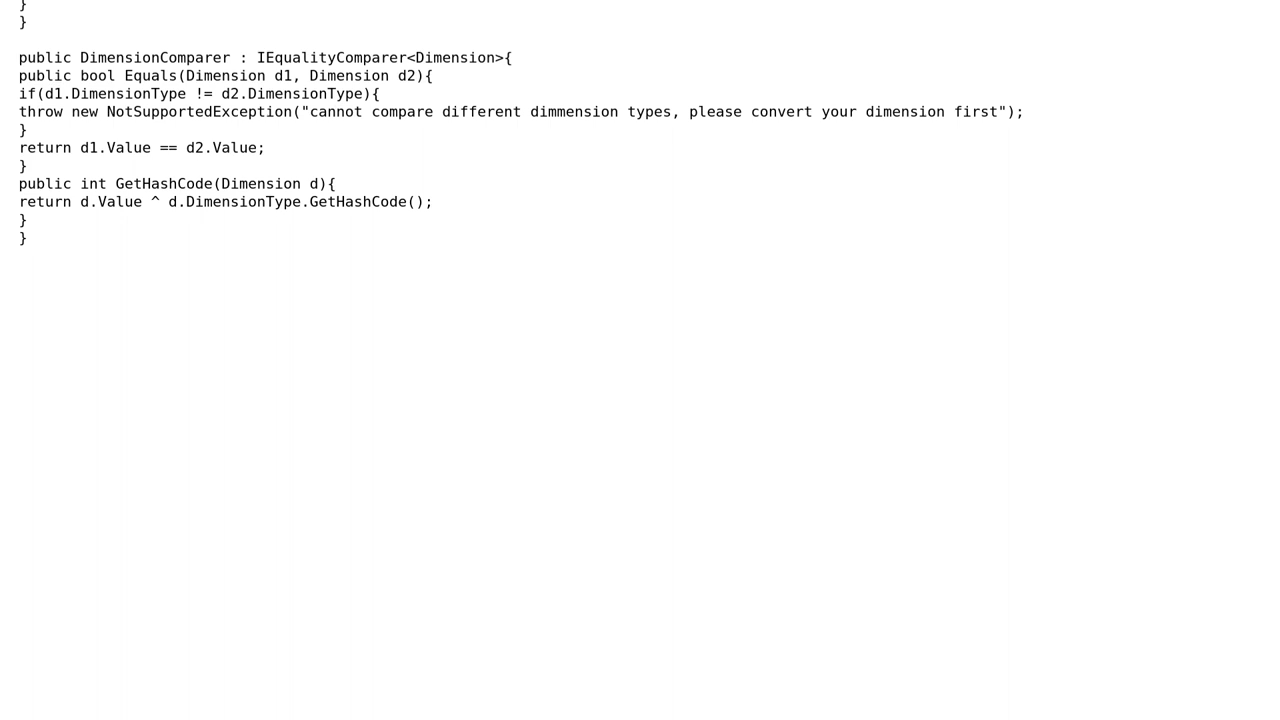 }
}
public DimensionComparer : IEqualityComparer<Dimension>{
public bool Equals(Dimension d1, Dimension d2){
if(d1.DimensionType != d2.DimensionType){
throw new NotSupportedException("cannot compare different dimmension types, please convert your dimension first");
}
return d1.Value == d2.Value;
}
public int GetHashCode(Dimension d){
return d.Value ^ d.DimensionType.GetHashCode();
}
}